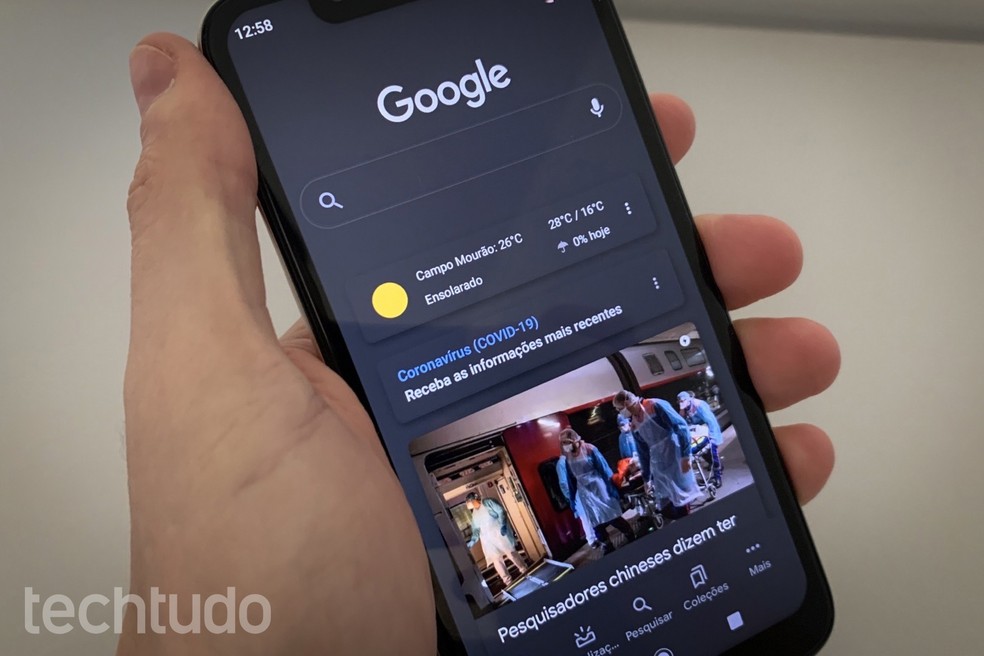 12:58
Google
Campo Mourão: 26°C
28°C / 16°C
Ensolarado
0% hoje
Coronavírus (COVID-19)
Receba as informações mais recentes
Pesquisadores chineses dizem ter
lizaç...
Pesquisar
Coleções
Mais
techtudo